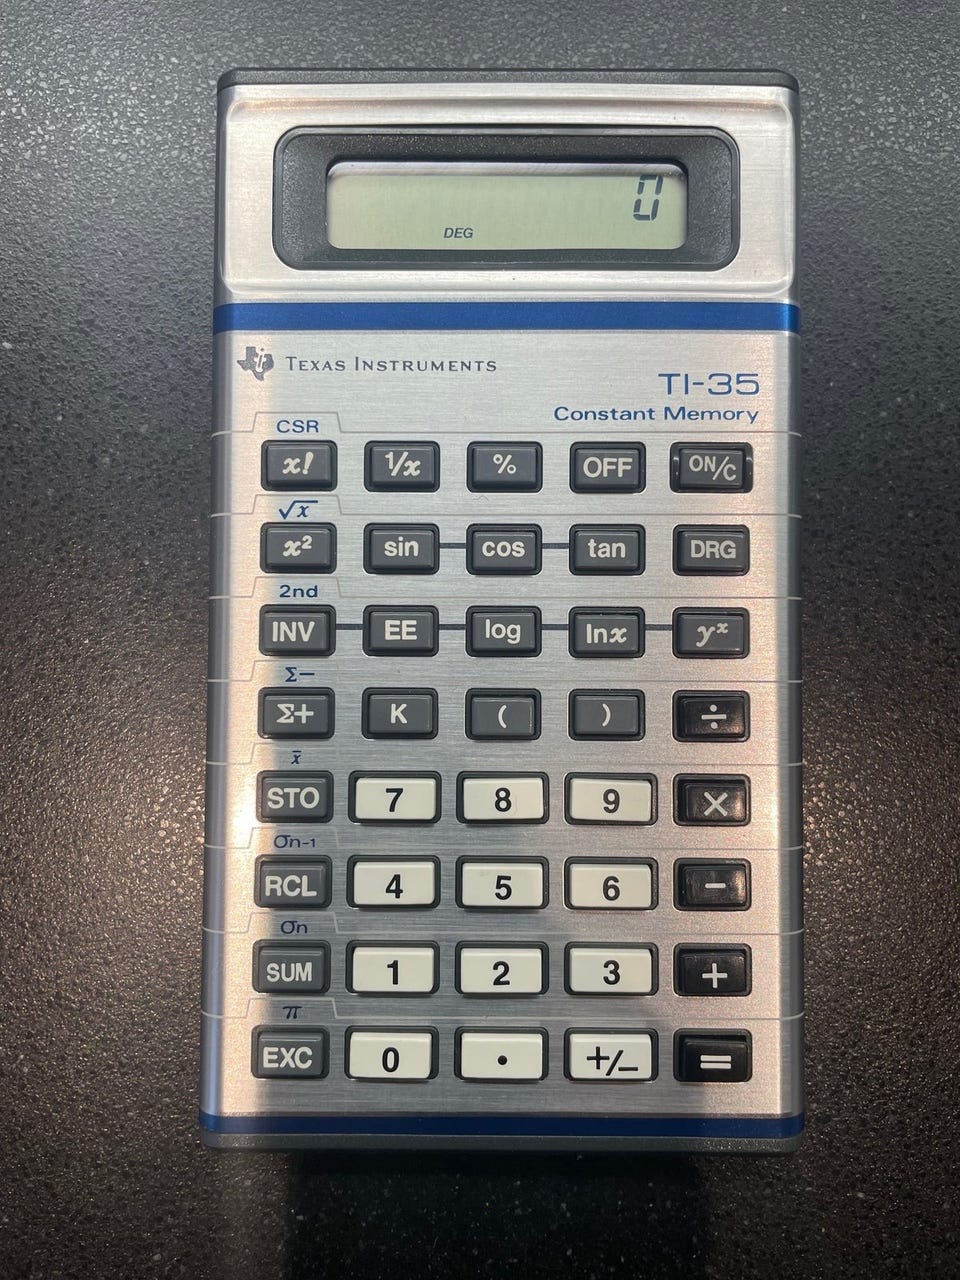 0
DEG
TEXAS INSTRUMENTS
TI-35
Constant Memory
CSR
x! 1/x % OFF ON/C
√x
x² sin cos tan DRG
2nd
INV EE log lnx yˣ
Σ−
Σ+ K ( ) ÷
x̄
STO 7 8 9 ×
σn-1
RCL 4 5 6 −
σn
SUM 1 2 3 +
π
EXC 0 . +/− =